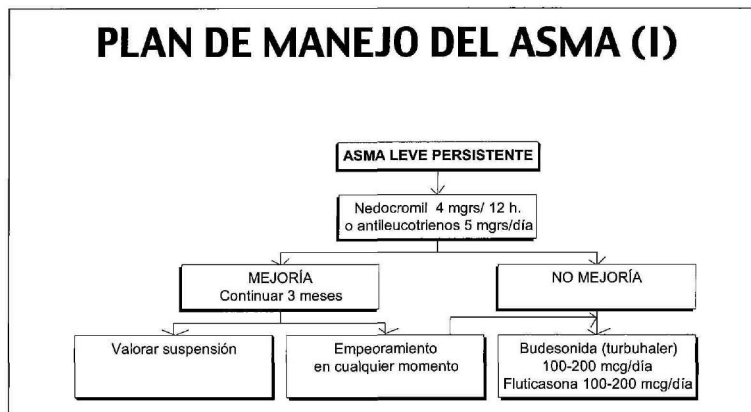 PLAN DE MANEJO DEL ASMA (I)
ASMA LEVE PERSISTENTE
Nedocromil 4 mgrs/ 12 h.
o antileucotrienos 5 mgrs/día
MEJORÍA
Continuar 3 meses
NO MEJORÍA
Valorar suspensión
Empeoramiento
en cualquier momento
Budesonida (turbuhaler)
100-200 mcg/día
Fluticasona 100-200 mcg/día